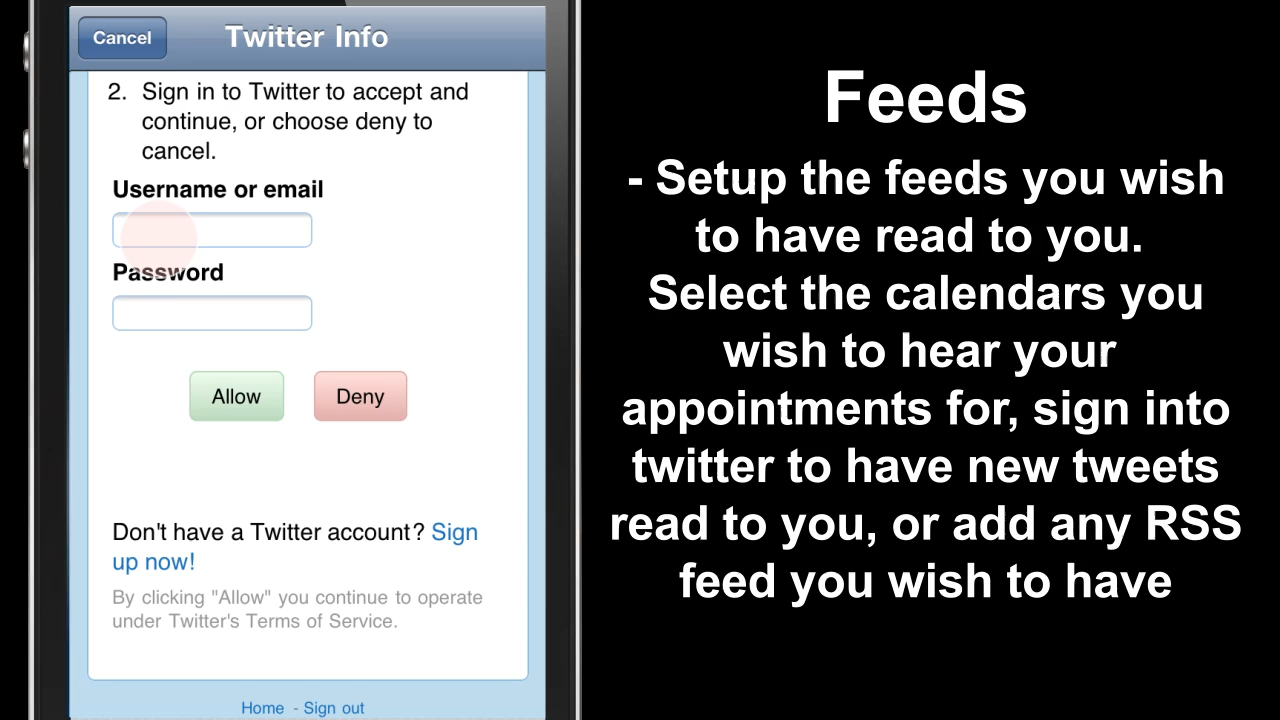 Cancel
Twitter Info
2. Sign in to Twitter to accept and
continue, or choose deny to
cancel.
Username or email
Password
Allow
Deny
Don't have a Twitter account? Sign
up now!
By clicking "Allow" you continue to operate
under Twitter's Terms of Service.
Home - Sign out
Feeds
- Setup the feeds you wish
to have read to you.
Select the calendars you
wish to hear your
appointments for, sign into
twitter to have new tweets
read to you, or add any RSS
feed you wish to have